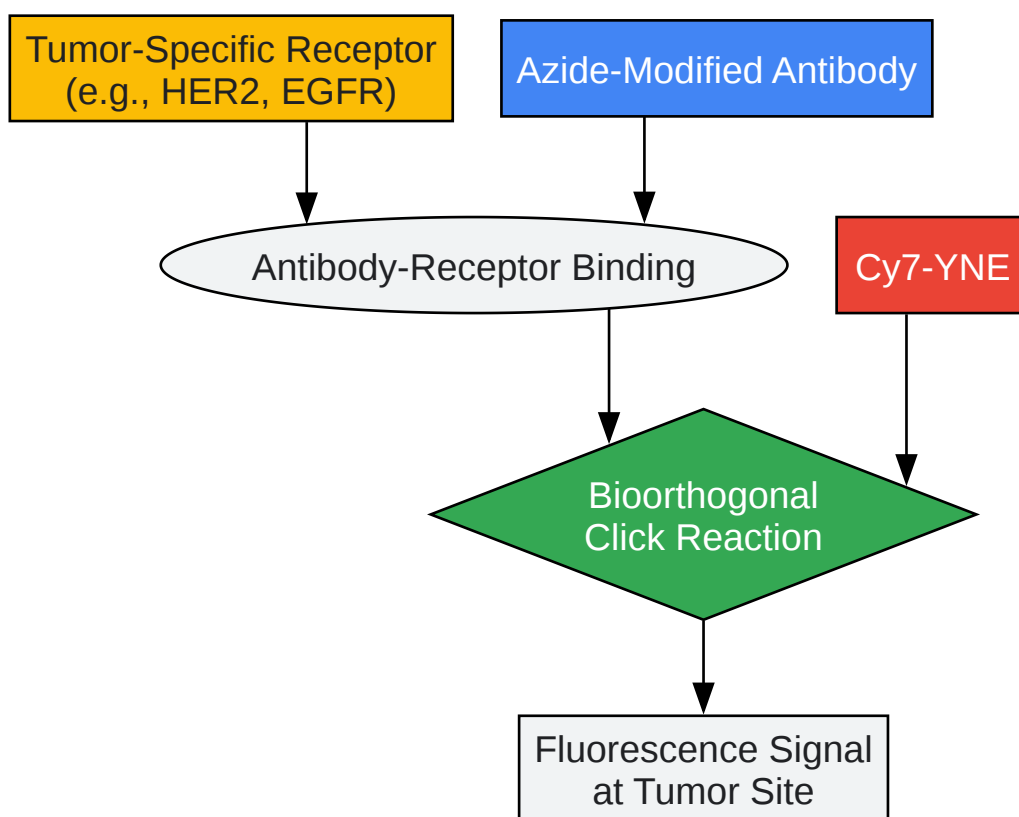 Tumor-Specific Receptor
(e.g., HER2, EGFR)
Azide-Modified Antibody
Antibody-Receptor Binding
Cy7-YNE
Bioorthogonal
Click Reaction
Fluorescence Signal
at Tumor Site